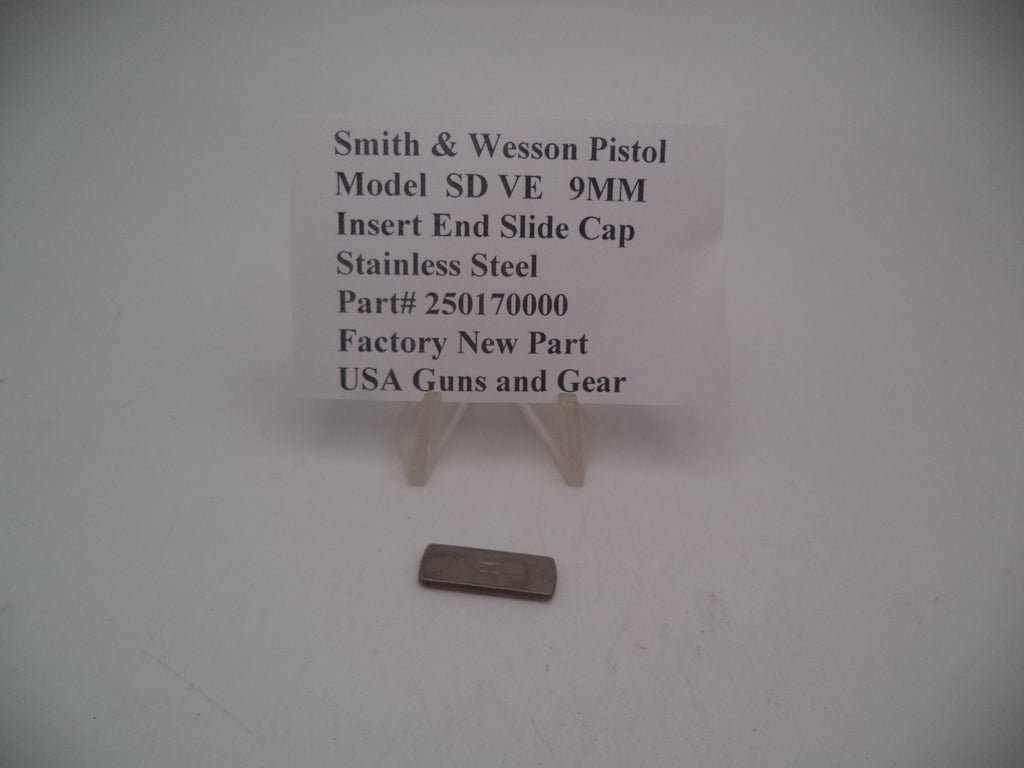 Smith & Wesson Pistol
Model SD VE 9MM
Insert End Slide Cap
Stainless Steel
Part# 250170000
Factory New Part
USA Guns and Gear